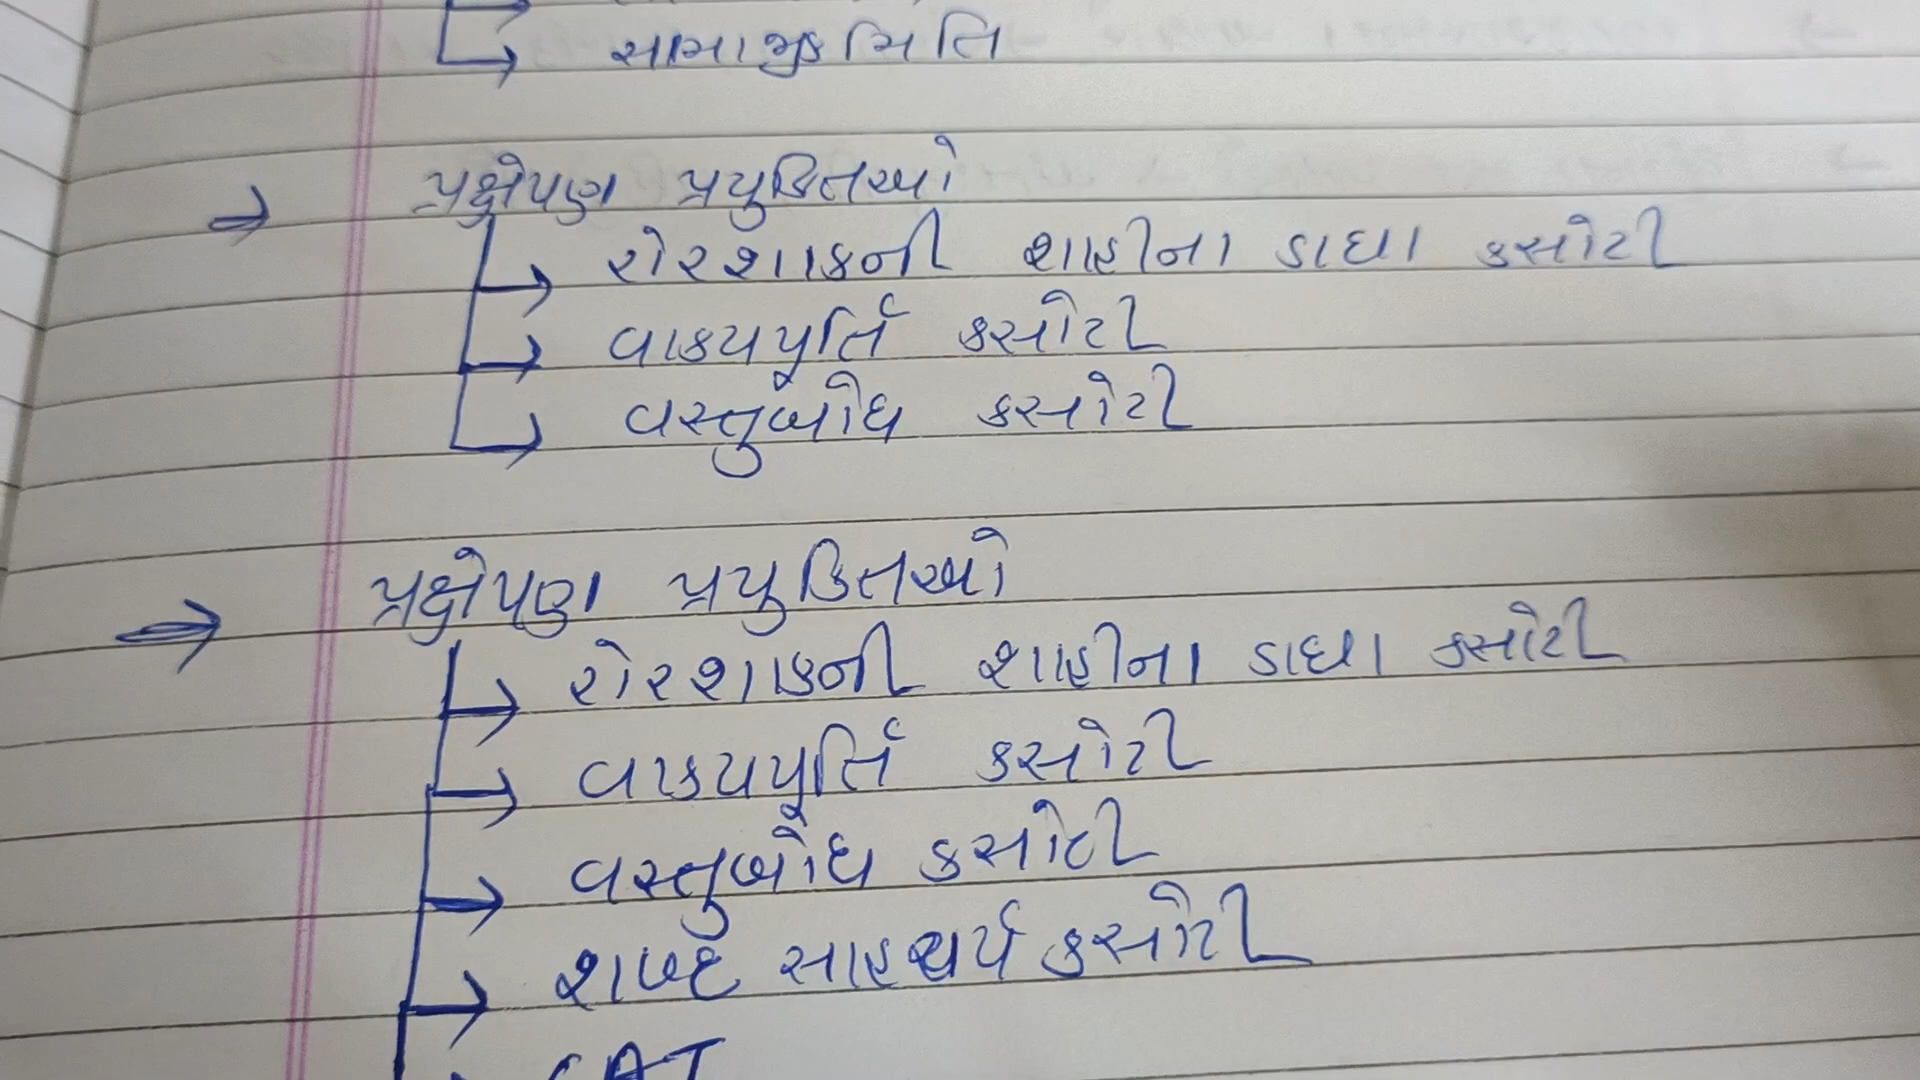 સામાજીકમિતિ
પ્રક્ષેપણ પ્રયુક્તિઓ
રોરશાકની શાહીના ડાઘા કસોટી
વાક્યપૂર્તિ કસોટી
વસ્તુબોધ કસોટી
પ્રક્ષેપણ પ્રયુક્તિઓ
રોરશાકની શાહીના ડાઘા કસોટી
વાક્યપૂર્તિ કસોટી
વસ્તુબોધ કસોટી
શબ્દ સાહચર્ય કસોટી
CAT